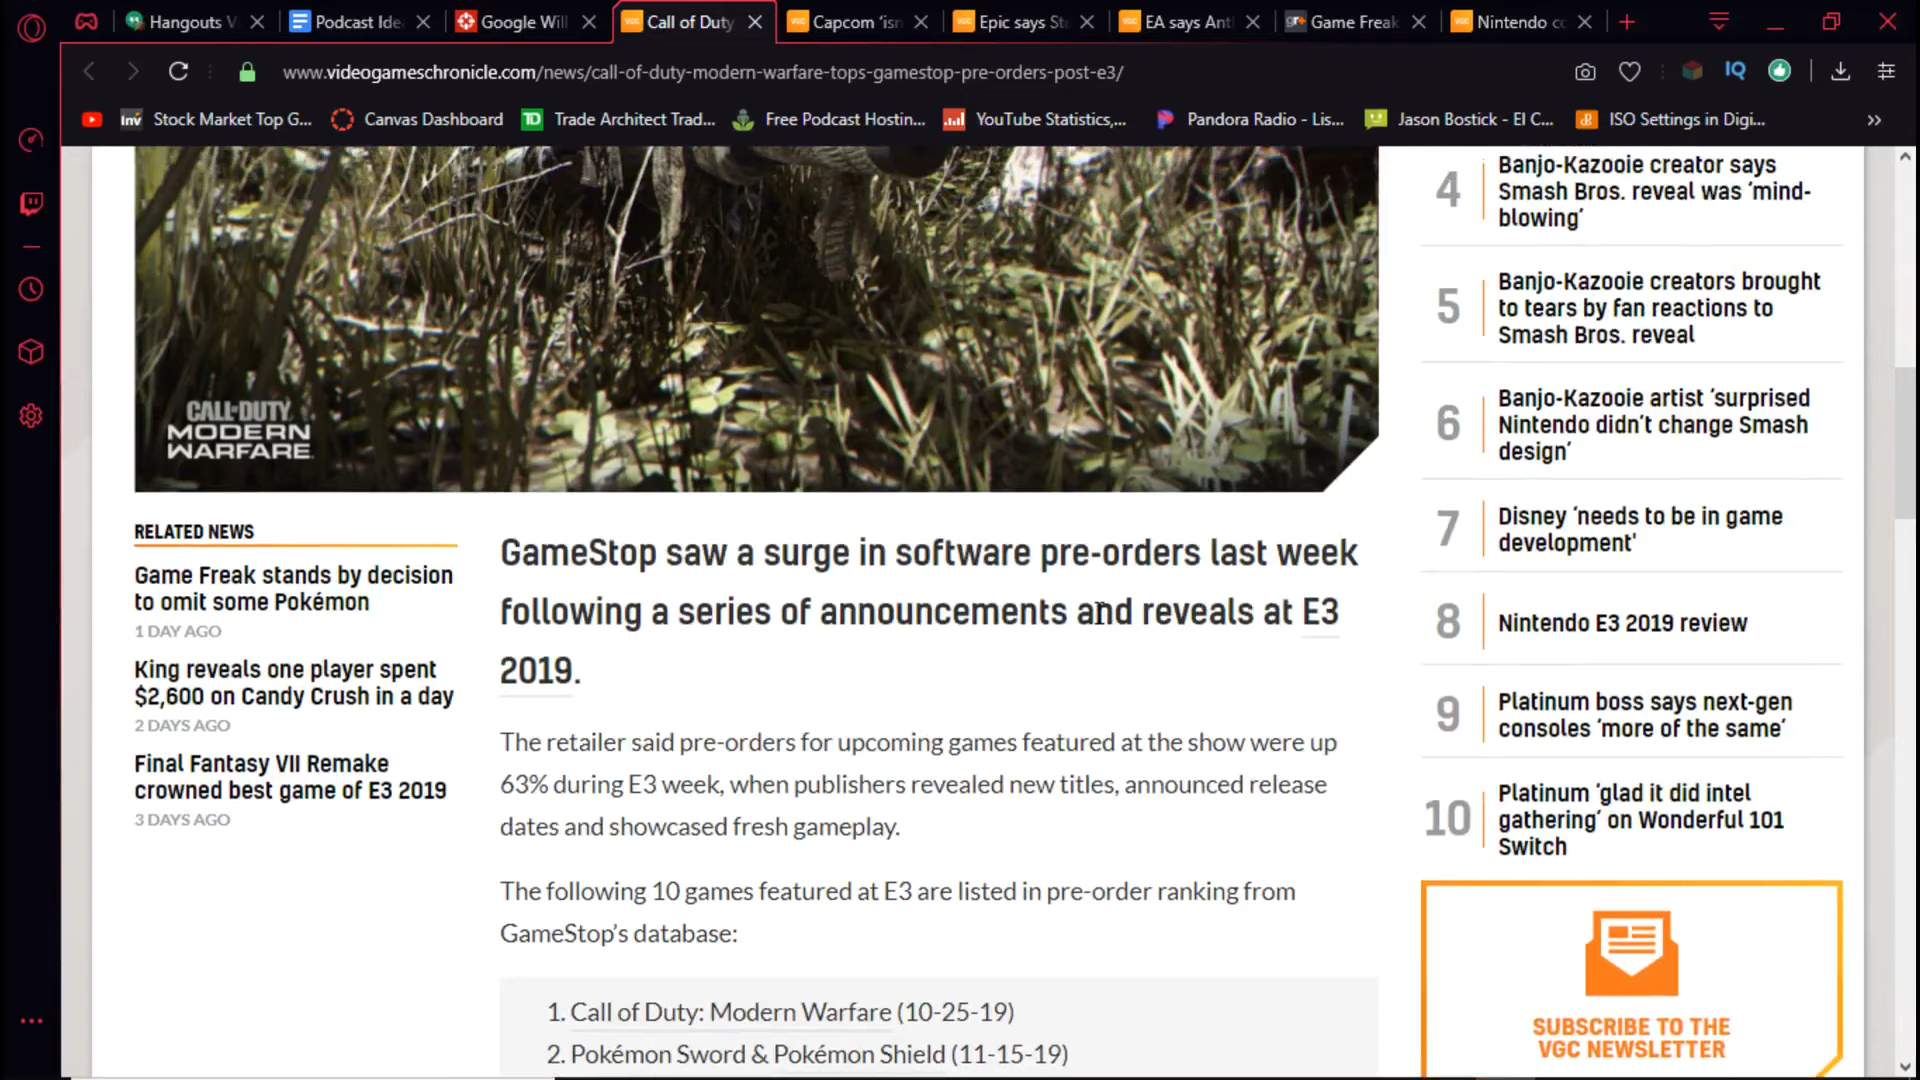 Hangouts V
Podcast Ide
Google Will
Call of Duty
Capcom ‘isn
Epic says St
EA says Ant
Game Freak
Nintendo co
www.videogameschronicle.com/news/call-of-duty-modern-warfare-tops-gamestop-pre-orders-post-e3/
IQ
Inv Stock Market Top G...
Canvas Dashboard
TD Trade Architect Trad...
Free Podcast Hostin...
YouTube Statistics,...
Pandora Radio - Lis...
Jason Bostick - El C...
ISO Settings in Digi...
CALL·DUTY
MODERN
WARFARE
RELATED NEWS
Game Freak stands by decision
to omit some Pokémon
1 DAY AGO
King reveals one player spent
$2,600 on Candy Crush in a day
2 DAYS AGO
Final Fantasy VII Remake
crowned best game of E3 2019
3 DAYS AGO
GameStop saw a surge in software pre-orders last week
following a series of announcements and reveals at E3
2019.
The retailer said pre-orders for upcoming games featured at the show were up
63% during E3 week, when publishers revealed new titles, announced release
dates and showcased fresh gameplay.
The following 10 games featured at E3 are listed in pre-order ranking from
GameStop’s database:
1. Call of Duty: Modern Warfare (10-25-19)
2. Pokémon Sword & Pokémon Shield (11-15-19)
4
Banjo-Kazooie creator says
Smash Bros. reveal was ‘mind-
blowing’
5
Banjo-Kazooie creators brought
to tears by fan reactions to
Smash Bros. reveal
6
Banjo-Kazooie artist ‘surprised
Nintendo didn’t change Smash
design’
7
Disney ‘needs to be in game
development'
8
Nintendo E3 2019 review
9
Platinum boss says next-gen
consoles ‘more of the same’
10
Platinum ‘glad it did intel
gathering’ on Wonderful 101
Switch
SUBSCRIBE TO THE
VGC NEWSLETTER